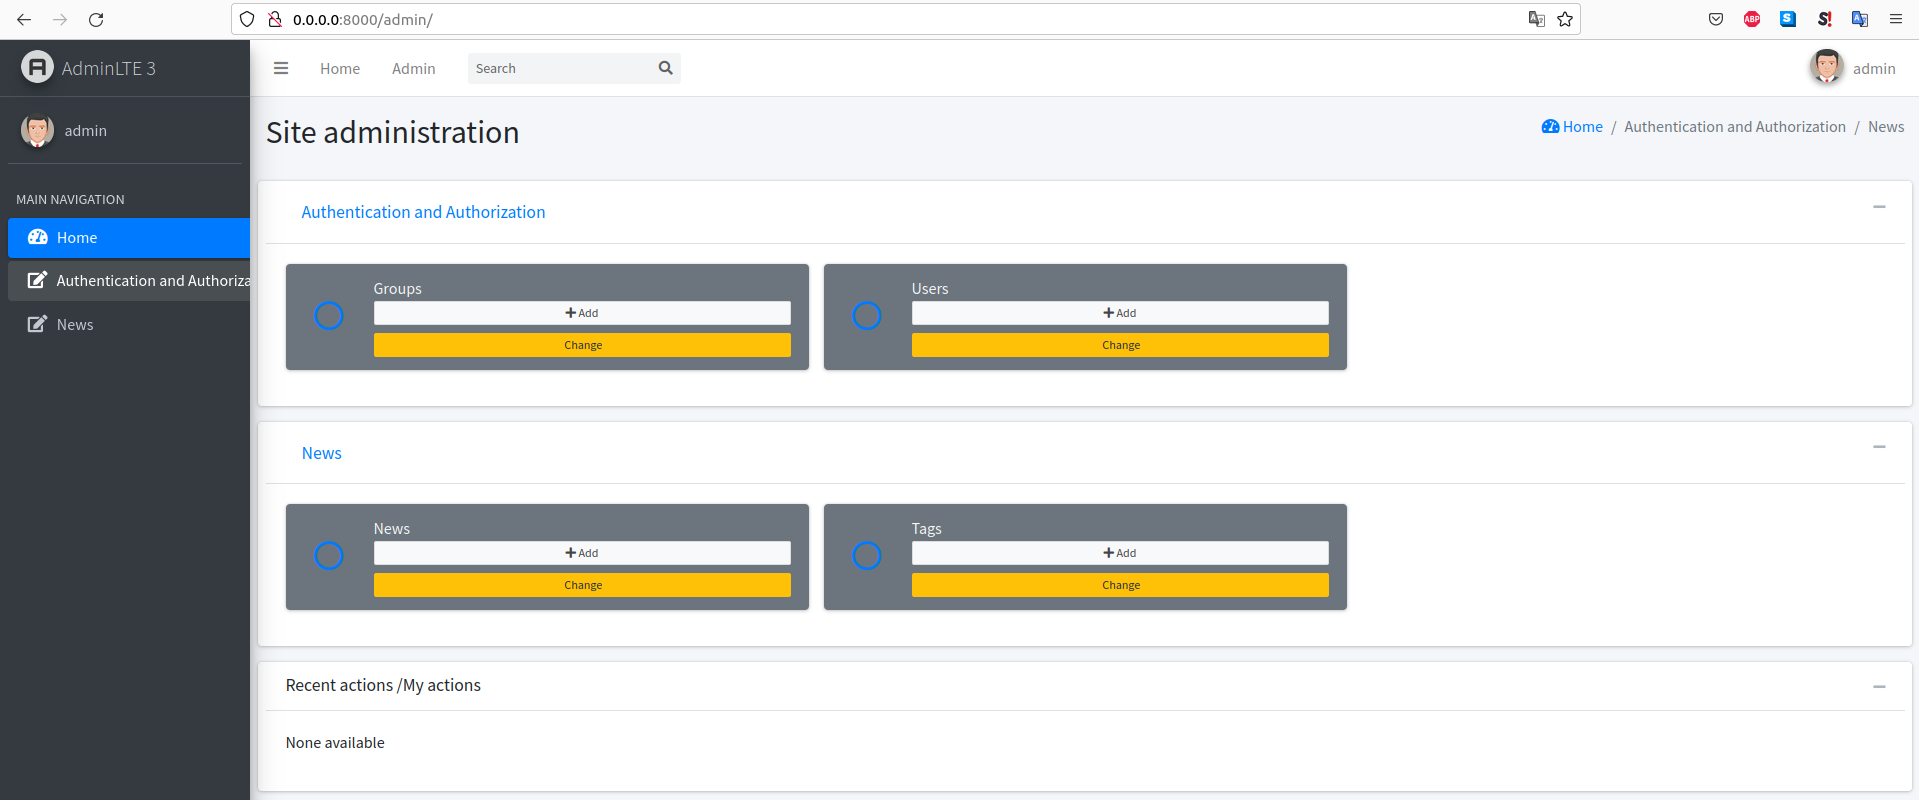 0.0.0.0:8000/admin/
ABP
S
S!
AdminLTE 3
Home
Admin
Search
admin
admin
MAIN NAVIGATION
Home
Authentication and Authoriza
News
Site administration
Home / Authentication and Authorization / News
Authentication and Authorization
Groups
Add
Change
Users
Add
Change
News
News
Add
Change
Tags
Add
Change
Recent actions /My actions
None available